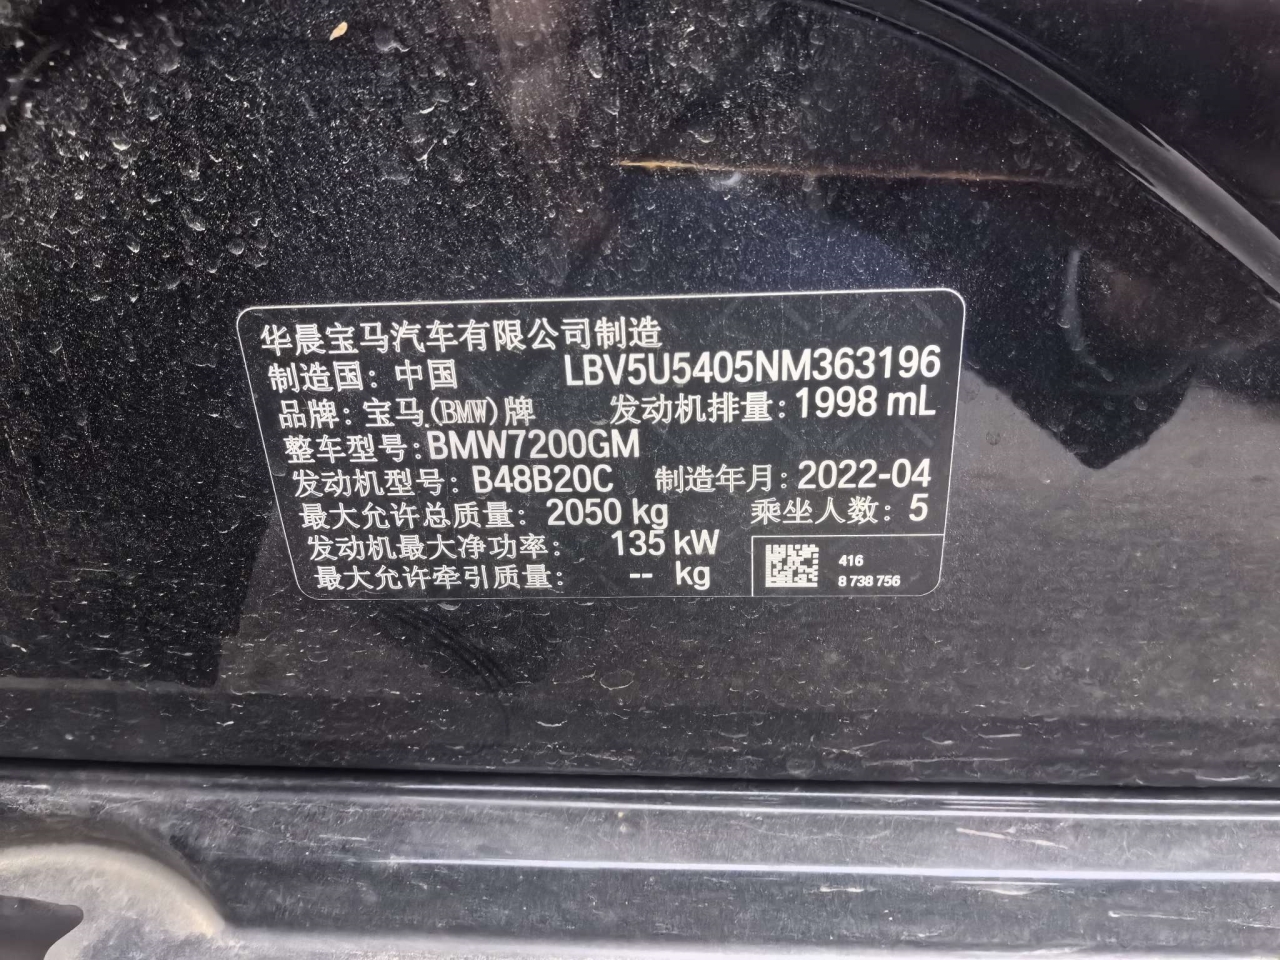 华晨宝马汽车有限公司制造
制造国：中国 LBV5U5405NM363196
品牌：宝马(BMW)牌 发动机排量：1998 mL
整车型号：BMW7200GM
发动机型号：B48B20C 制造年月：2022-04
最大允许总质量：2050 kg 乘坐人数：5
发动机最大净功率：135 kW
最大允许牵引质量：-- kg
416
8 738 756